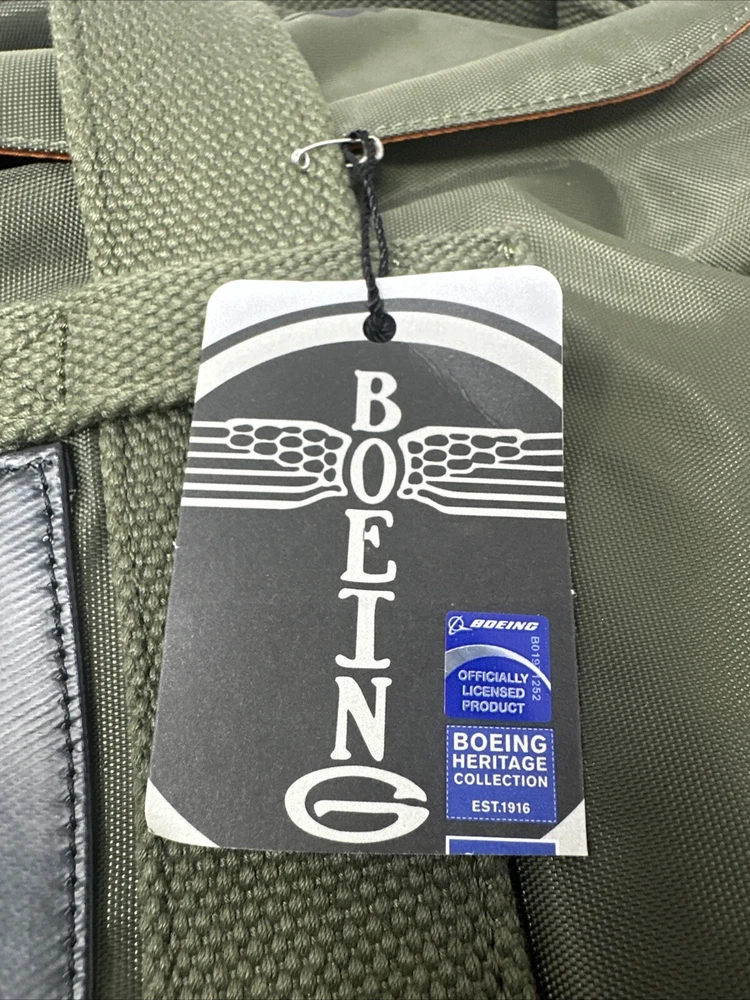 BOEING
BOEING
OFFICIALLY
LICENSED
PRODUCT
BOEING
HERITAGE
COLLECTION
EST.1916